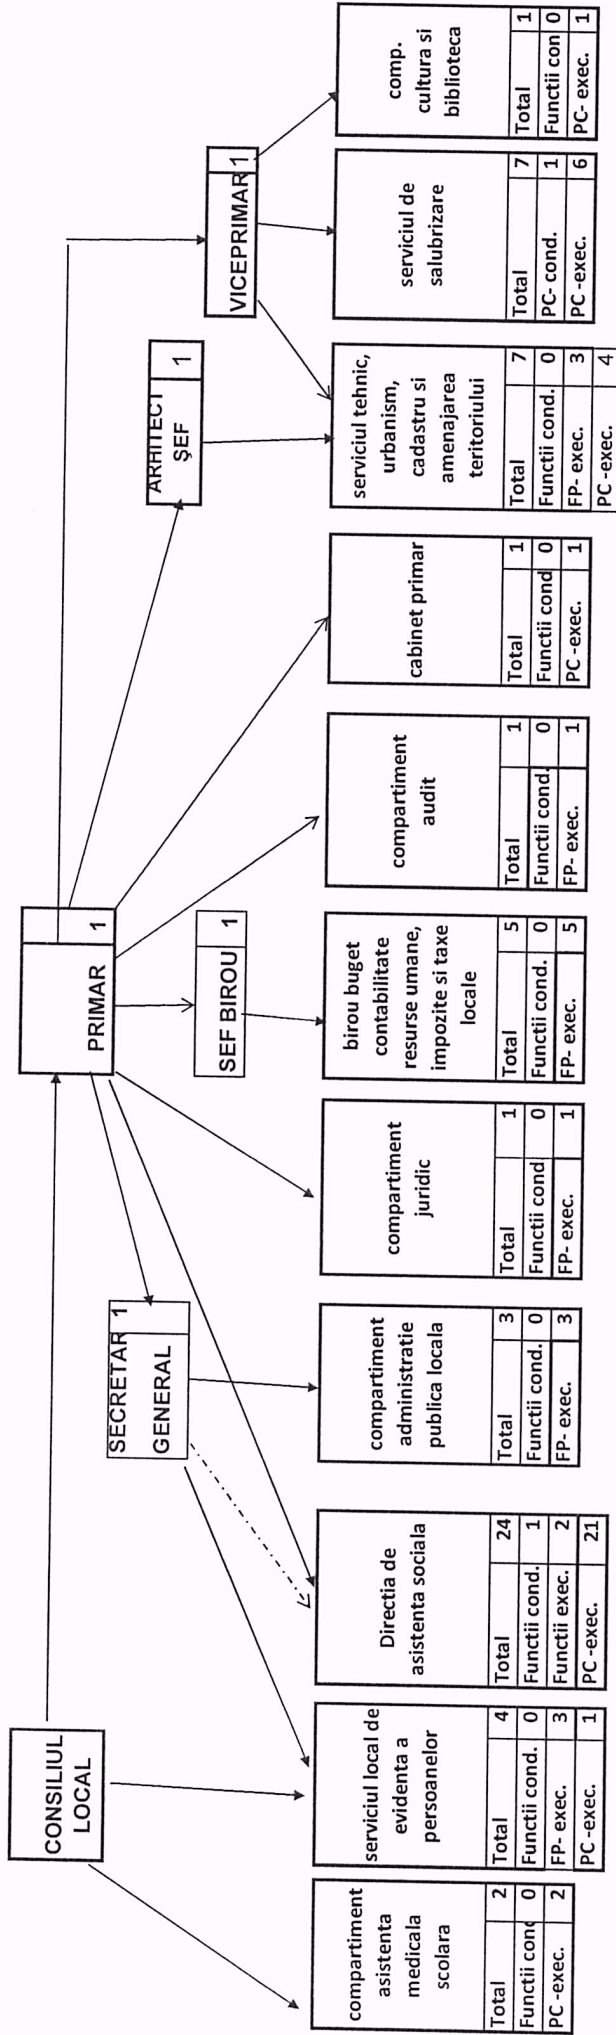 CONSILIUL
LOCAL
PRIMAR 1
SECRETAR 1
GENERAL
SEF BIROU 1
ARHITECT
ŞEF 1
VICEPRIMAR 1
compartiment
asistenta
medicala
scolara
Total 2
Functii cond 0
PC -exec. 2
serviciul local de
evidenta a
persoanelor
Total 4
Functii cond. 0
FP- exec. 3
PC -exec. 1
Directia de
asistenta sociala
Total 24
Functii cond. 1
Functii exec. 2
PC -exec. 21
compartiment
administratie
publica locala
Total 3
Functii cond. 0
FP- exec. 3
compartiment
juridic
Total 1
Functii cond 0
FP- exec. 1
birou buget
contabilitate
resurse umane,
impozite si taxe
locale
Total 5
Functii cond. 0
FP- exec. 5
compartiment
audit
Total 1
Functii cond. 0
FP- exec. 1
cabinet primar
Total 1
Functii cond 0
PC -exec. 1
serviciul tehnic,
urbanism,
cadastru si
amenajarea
teritoriului
Total 7
Functii cond. 0
FP- exec. 3
PC -exec. 4
serviciul de
salubrizare
Total 7
PC- cond. 1
PC -exec. 6
comp.
cultura si
biblioteca
Total 1
Functii con 0
PC- exec. 1